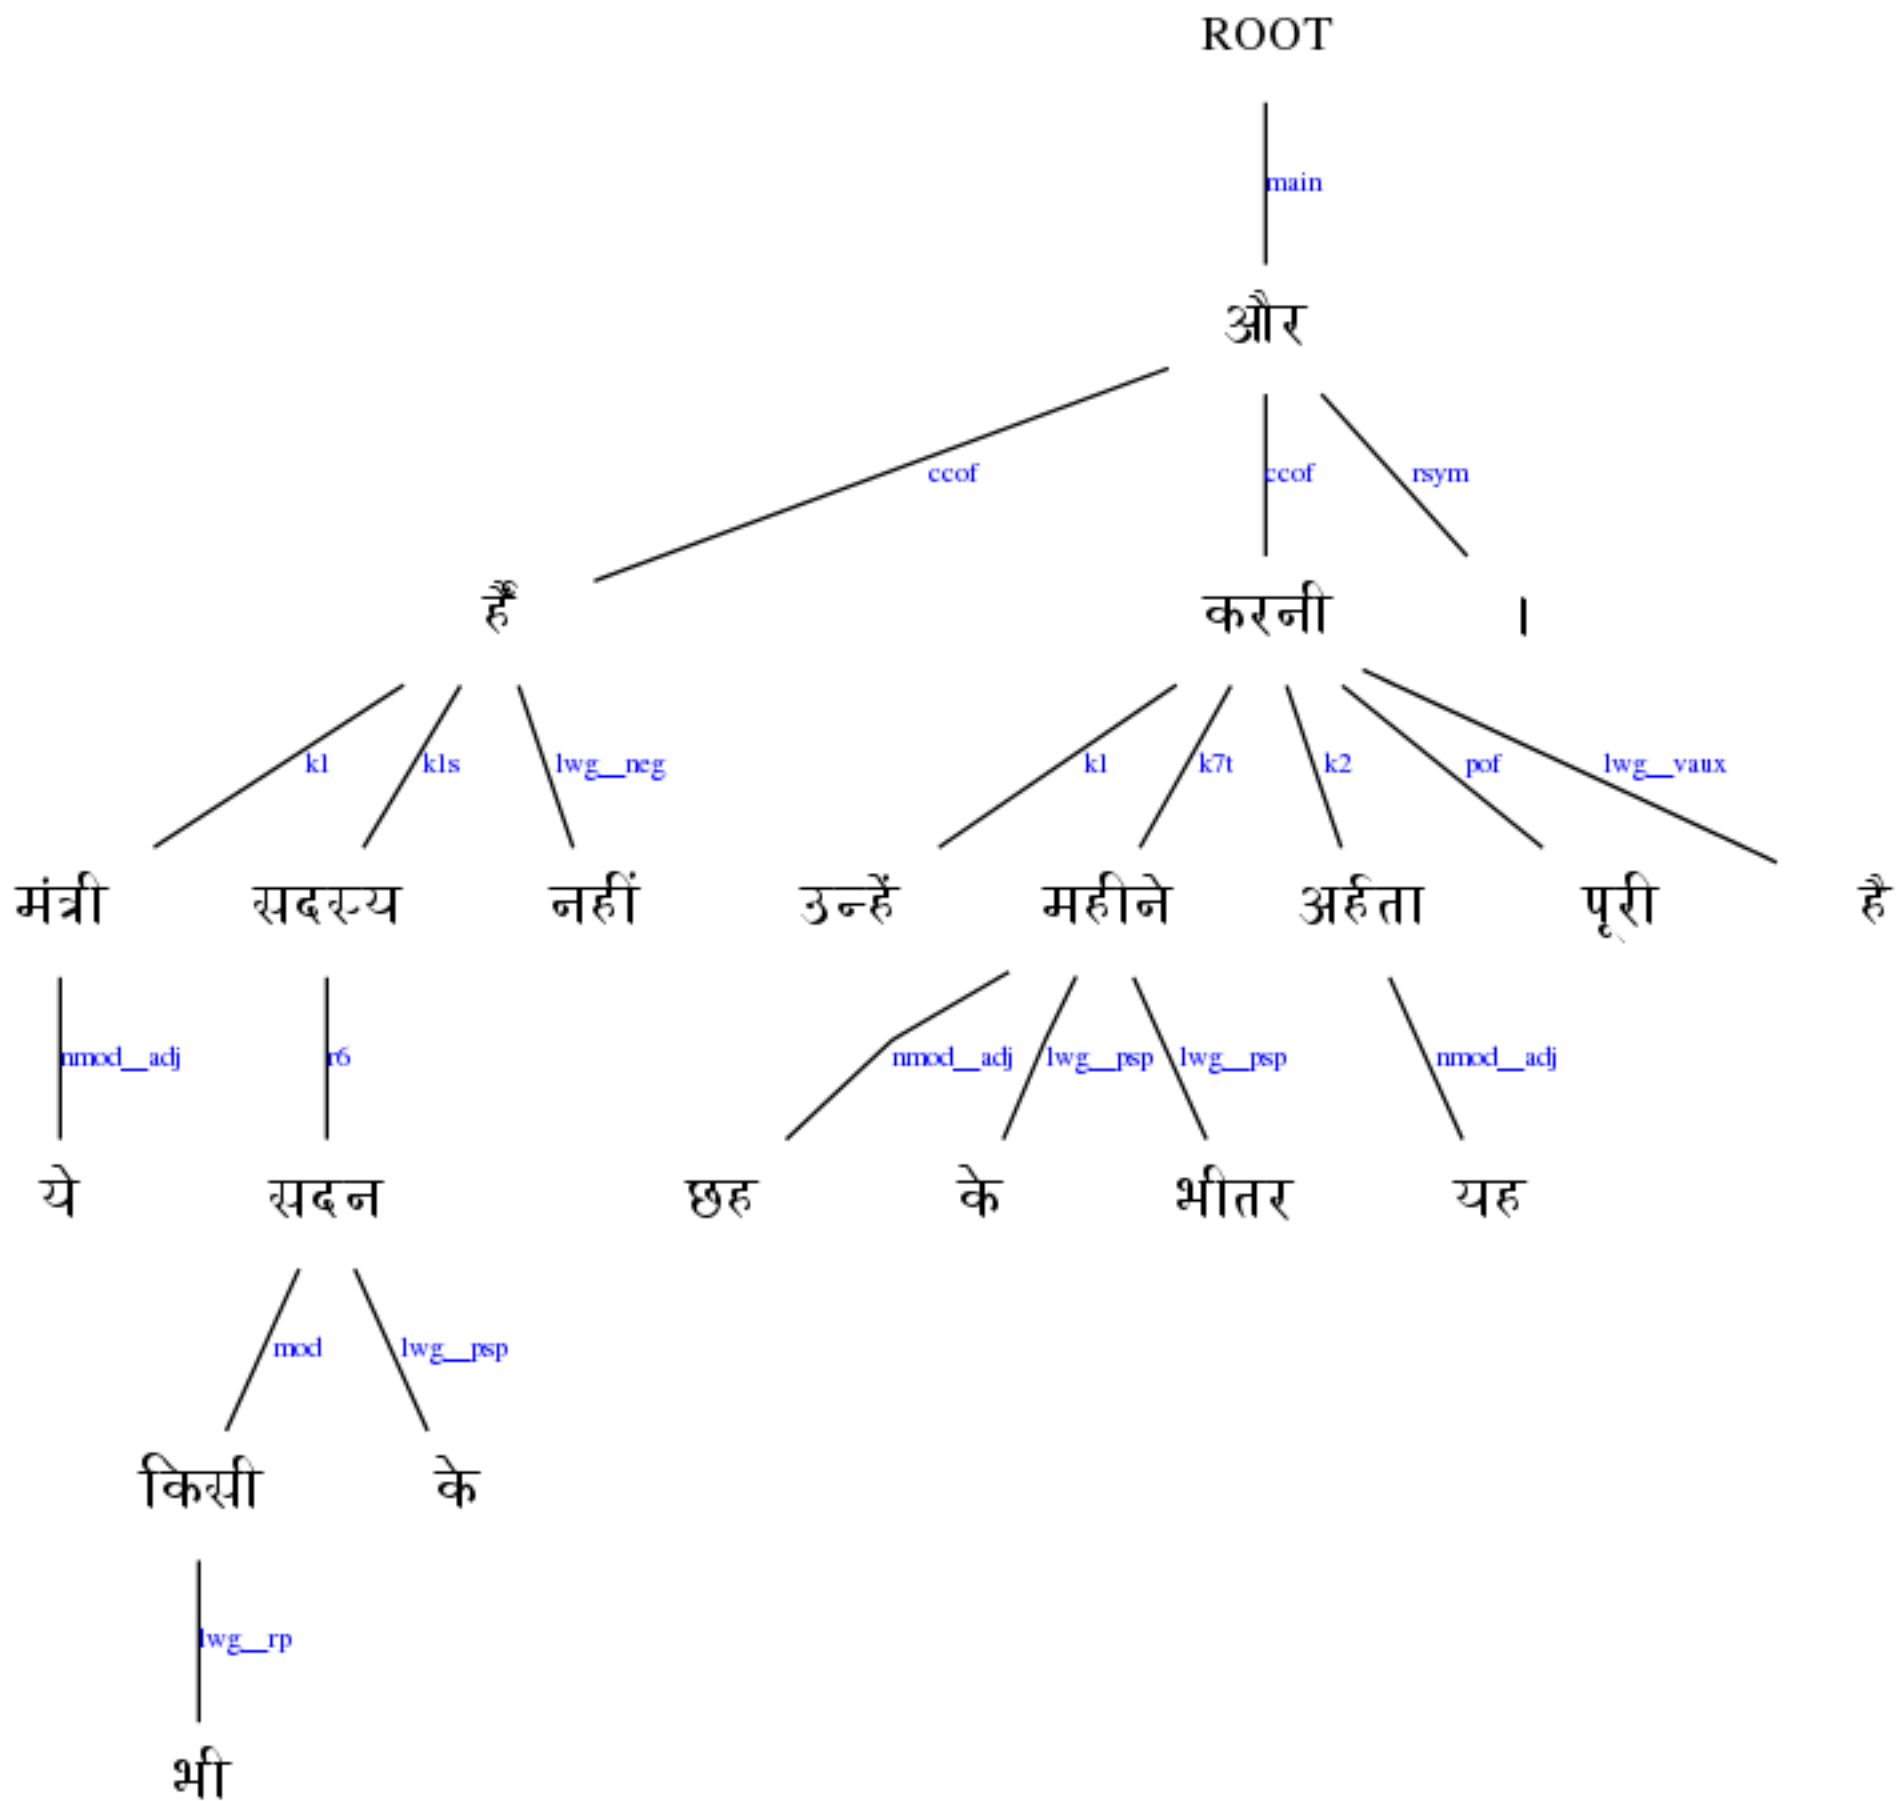 ROOT
main
और
ccof ccof rsym
हैं करनी ।
k1 k1s lwg__neg k1 k7t k2 pof lwg__vaux
मंत्री सदस्य नहीं उन्हें महीने अर्हता पूरी है
nmod__adj r6 nmod__adj lwg__psp lwg__psp nmod__adj
ये सदन छह के भीतर यह
mod lwg__psp
किसी के
lwg__rp
भी